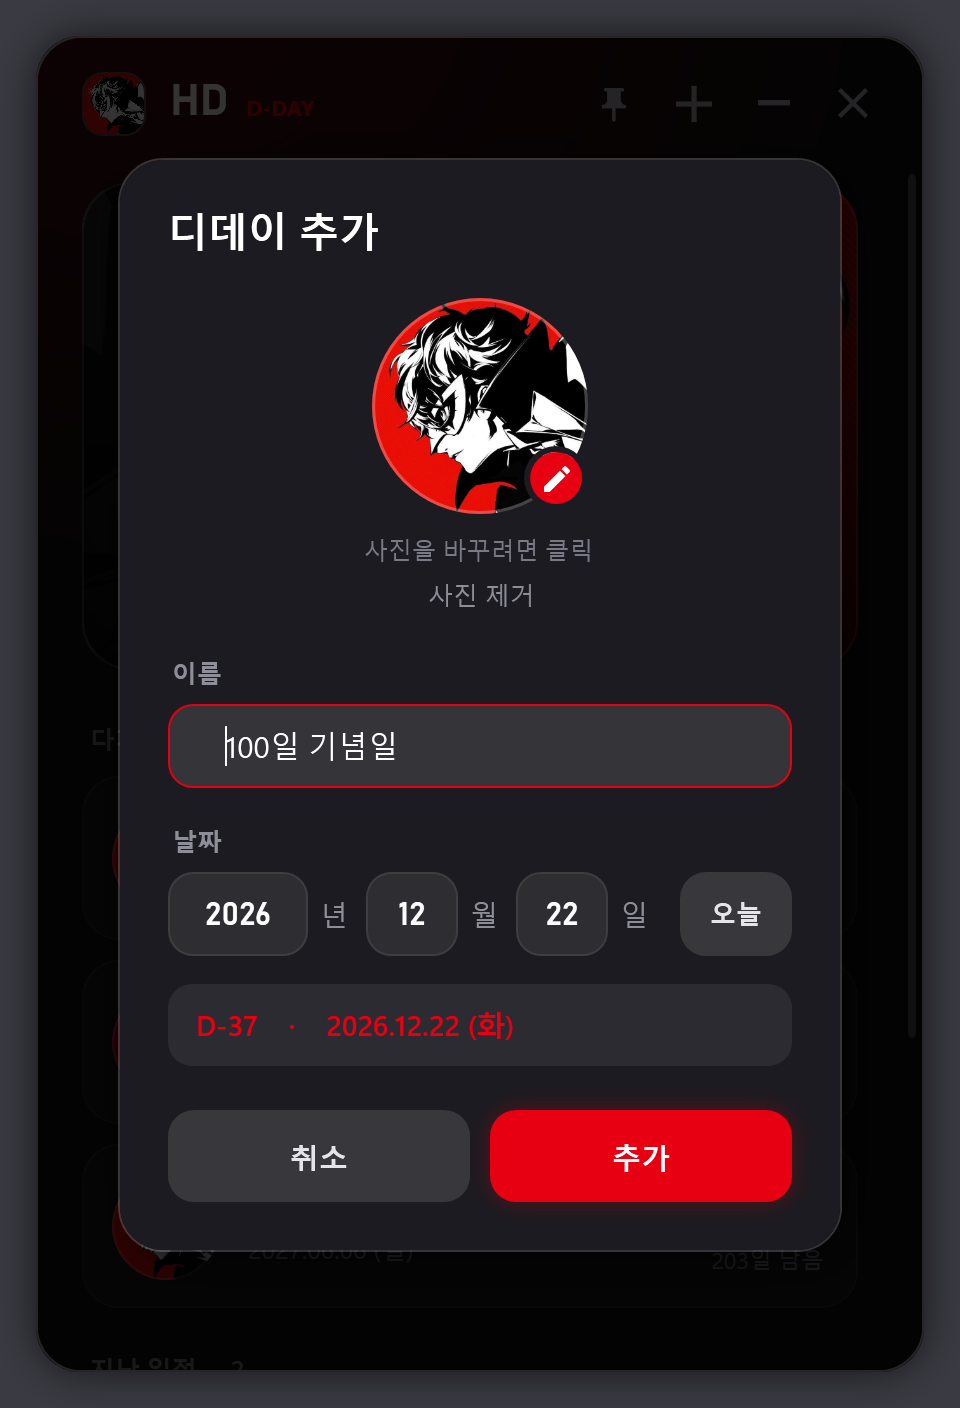 HD D-DAY
디데이 추가
사진을 바꾸려면 클릭
사진 제거
이름
100일 기념일
날짜
2026 년 12 월 22 일 오늘
D-37 · 2026.12.22 (화)
취소 추가
203일 남음